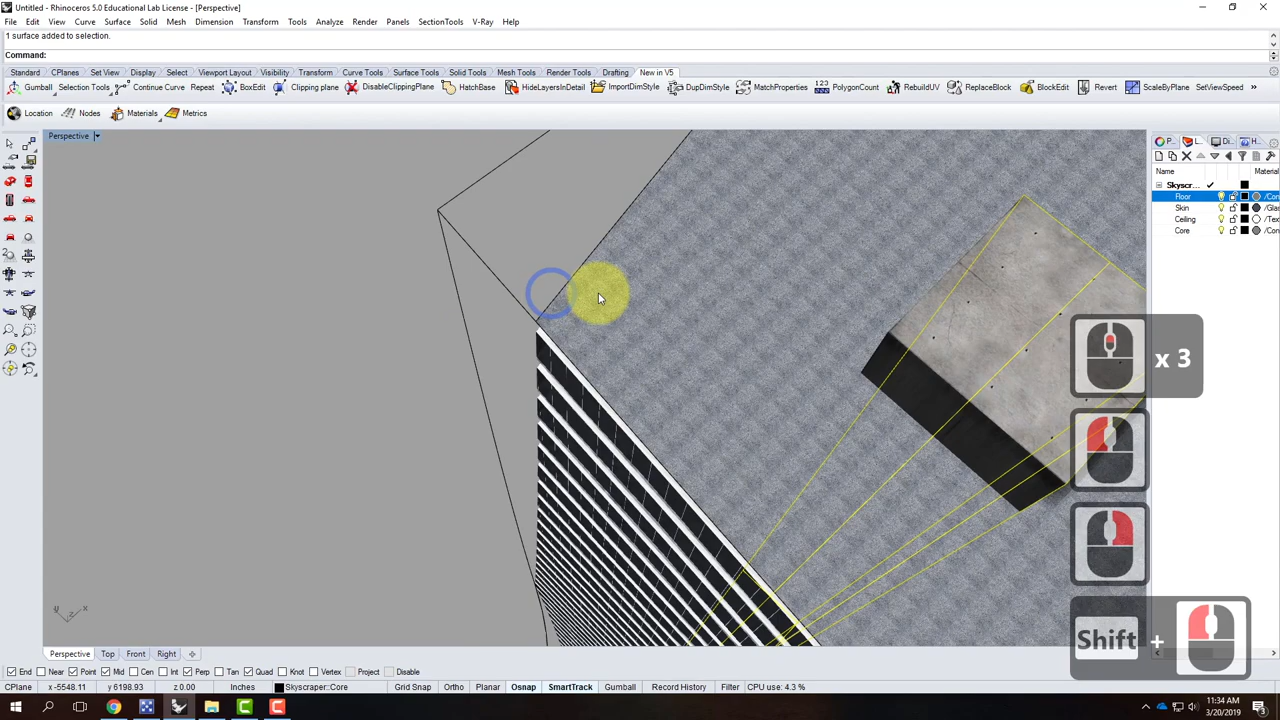 Untitled - Rhinoceros 5.0 Educational Lab License - [Perspective]
File Edit View Curve Surface Solid Mesh Dimension Transform Tools Analyze Render Panels SectionTools V-Ray Help
1 surface added to selection.
Command:
Standard CPlanes Set View Display Select Viewport Layout Visibility Transform Curve Tools Surface Tools Solid Tools Mesh Tools Render Tools Drafting New in V5
Gumball Selection Tools Continue Curve Repeat BoxEdit Clipping plane DisableClippingPlane HatchBase HideLayersInDetail ImportDimStyle DupDimStyle MatchProperties PolygonCount RebuildUV ReplaceBlock BlockEdit Revert ScaleByPlane SetViewSpeed »
Location Nodes Materials Metrics
Perspective
P... L... Di... H...
Name Material
Skyscr...
Floor /Con
Skin /Gla
Ceiling /Tex
Core /Con
x 3
Shift +
y z x
Perspective Top Front Right
End Near Point Mid Cen Int Perp Tan Quad Knot Vertex Project Disable
CPlane x -5548.11 y 6198.93 z 0.00 Inches Skyscraper::Core Grid Snap Ortho Planar Osnap SmartTrack Gumball Record History Filter CPU use: 4.3 %
11:34 AM
3/20/2019